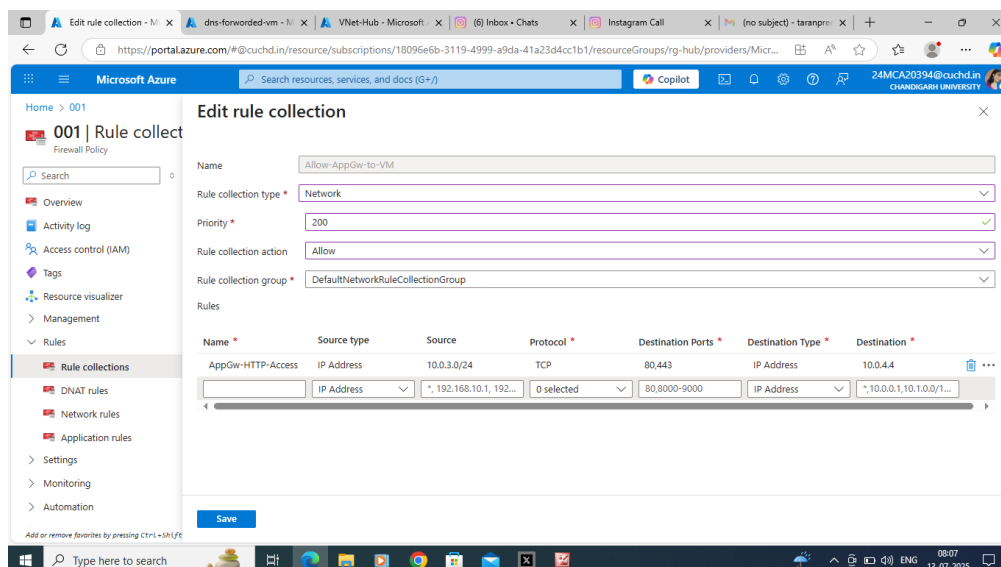 Edit rule collection - Mi
dns-forworded-vm - M
VNet-Hub - Microsoft
(6) Inbox • Chats
Instagram Call
(no subject) - taranpree
https://portal.azure.com/#@cuchd.in/resource/subscriptions/18096e6b-3119-4999-a9da-41a23d4cc1b1/resourceGroups/rg-hub/providers/Micr...
Microsoft Azure
Search resources, services, and docs (G+/)
Copilot
24MCA20394@cuchd.in
CHANDIGARH UNIVERSITY
Home > 001
001 | Rule collect
Firewall Policy
Search
Overview
Activity log
Access control (IAM)
Tags
Resource visualizer
Management
Rules
Rule collections
DNAT rules
Network rules
Application rules
Settings
Monitoring
Automation
Add or remove favorites by pressing Ctrl+Shift
Edit rule collection
Name
Allow-AppGw-to-VM
Rule collection type * Network
Priority * 200
Rule collection action Allow
Rule collection group * DefaultNetworkRuleCollectionGroup
Rules
Name * Source type Source Protocol * Destination Ports * Destination Type * Destination *
AppGw-HTTP-Access IP Address 10.0.3.0/24 TCP 80,443 IP Address 10.0.4.4
IP Address *, 192.168.10.1, 192... 0 selected 80,8000-9000 IP Address *,10.0.0.1,10.1.0.0/1...
Save
Type here to search
ENG
08:07
13-07-2025